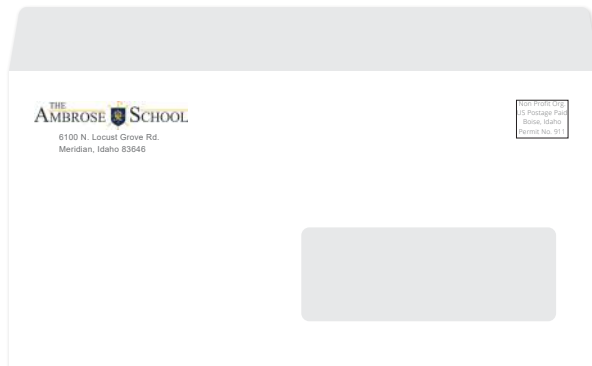 THE
AMBROSE SCHOOL
6100 N. Locust Grove Rd.
Meridian, Idaho 83646
Non Profit Org.
US Postage Paid
Boise, Idaho
Permit No. 911